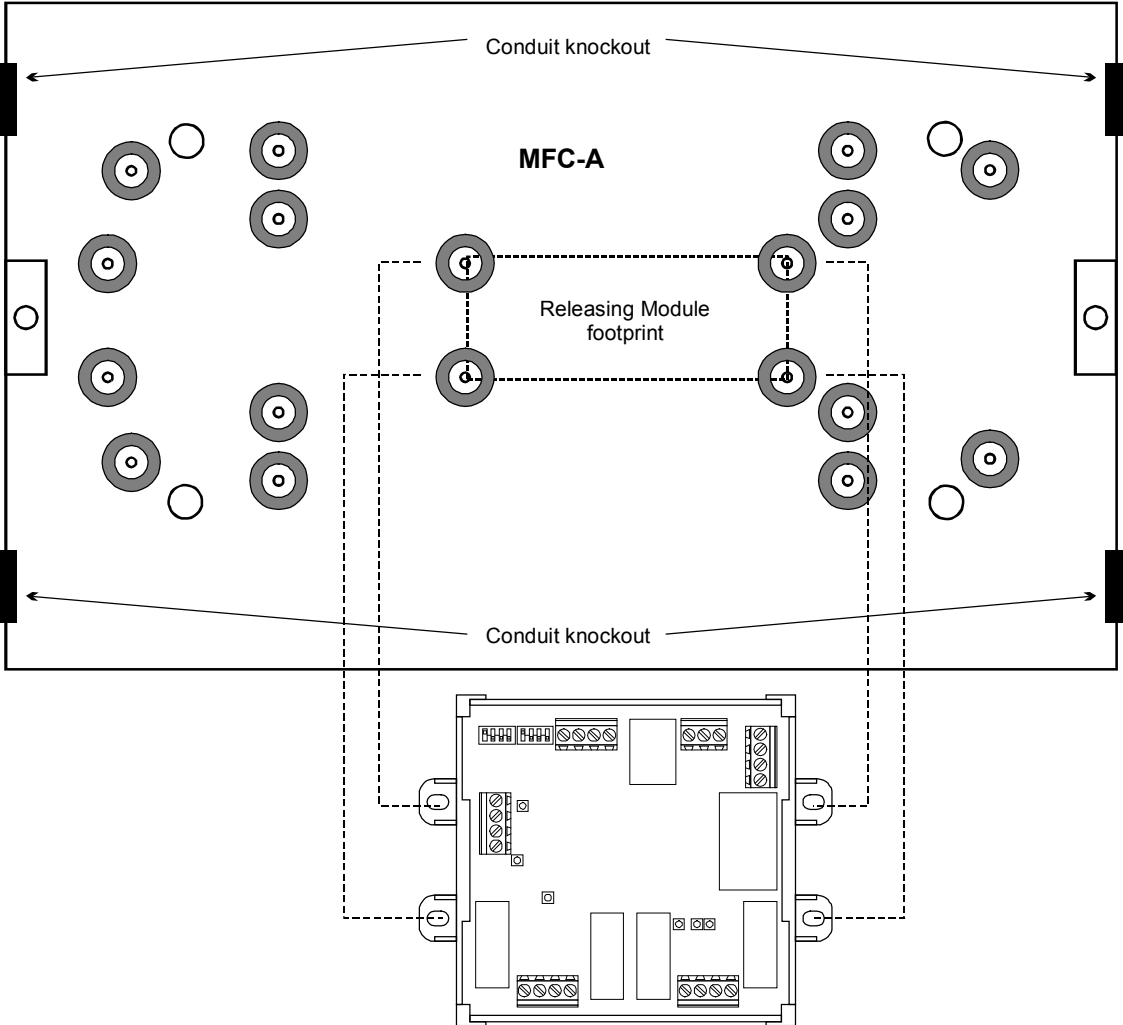 Conduit knockout
MFC-A
Releasing Module
footprint
Conduit knockout